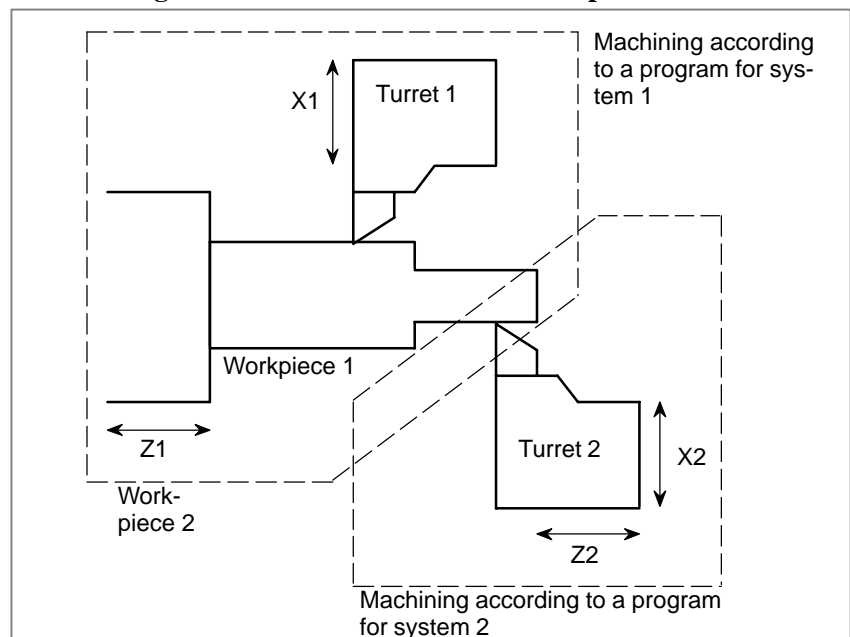 Machining according
to a program for sys-
tem 1
Turret 1
X1
Workpiece 1
Z1
Turret 2
X2
Work-
piece 2
Z2
Machining according to a program
for system 2